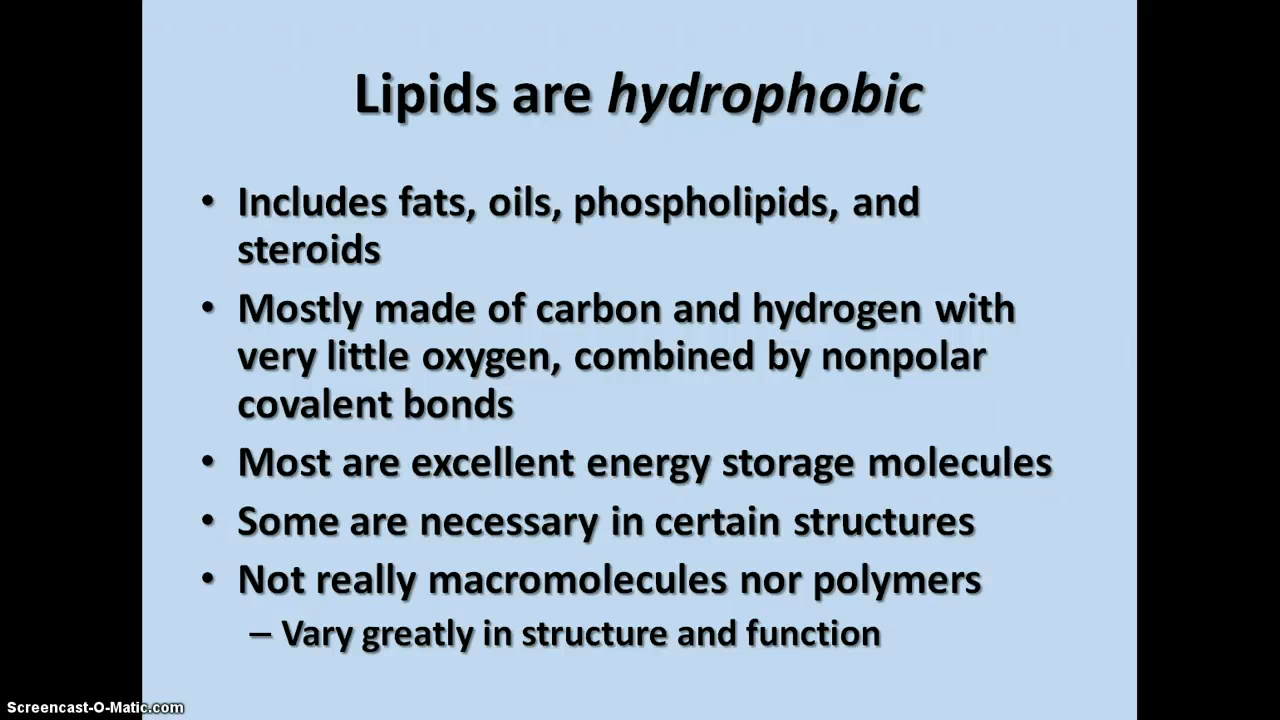 Lipids are hydrophobic
• Includes fats, oils, phospholipids, and
steroids
• Mostly made of carbon and hydrogen with
very little oxygen, combined by nonpolar
covalent bonds
• Most are excellent energy storage molecules
• Some are necessary in certain structures
• Not really macromolecules nor polymers
– Vary greatly in structure and function
Screencast-O-Matic.com